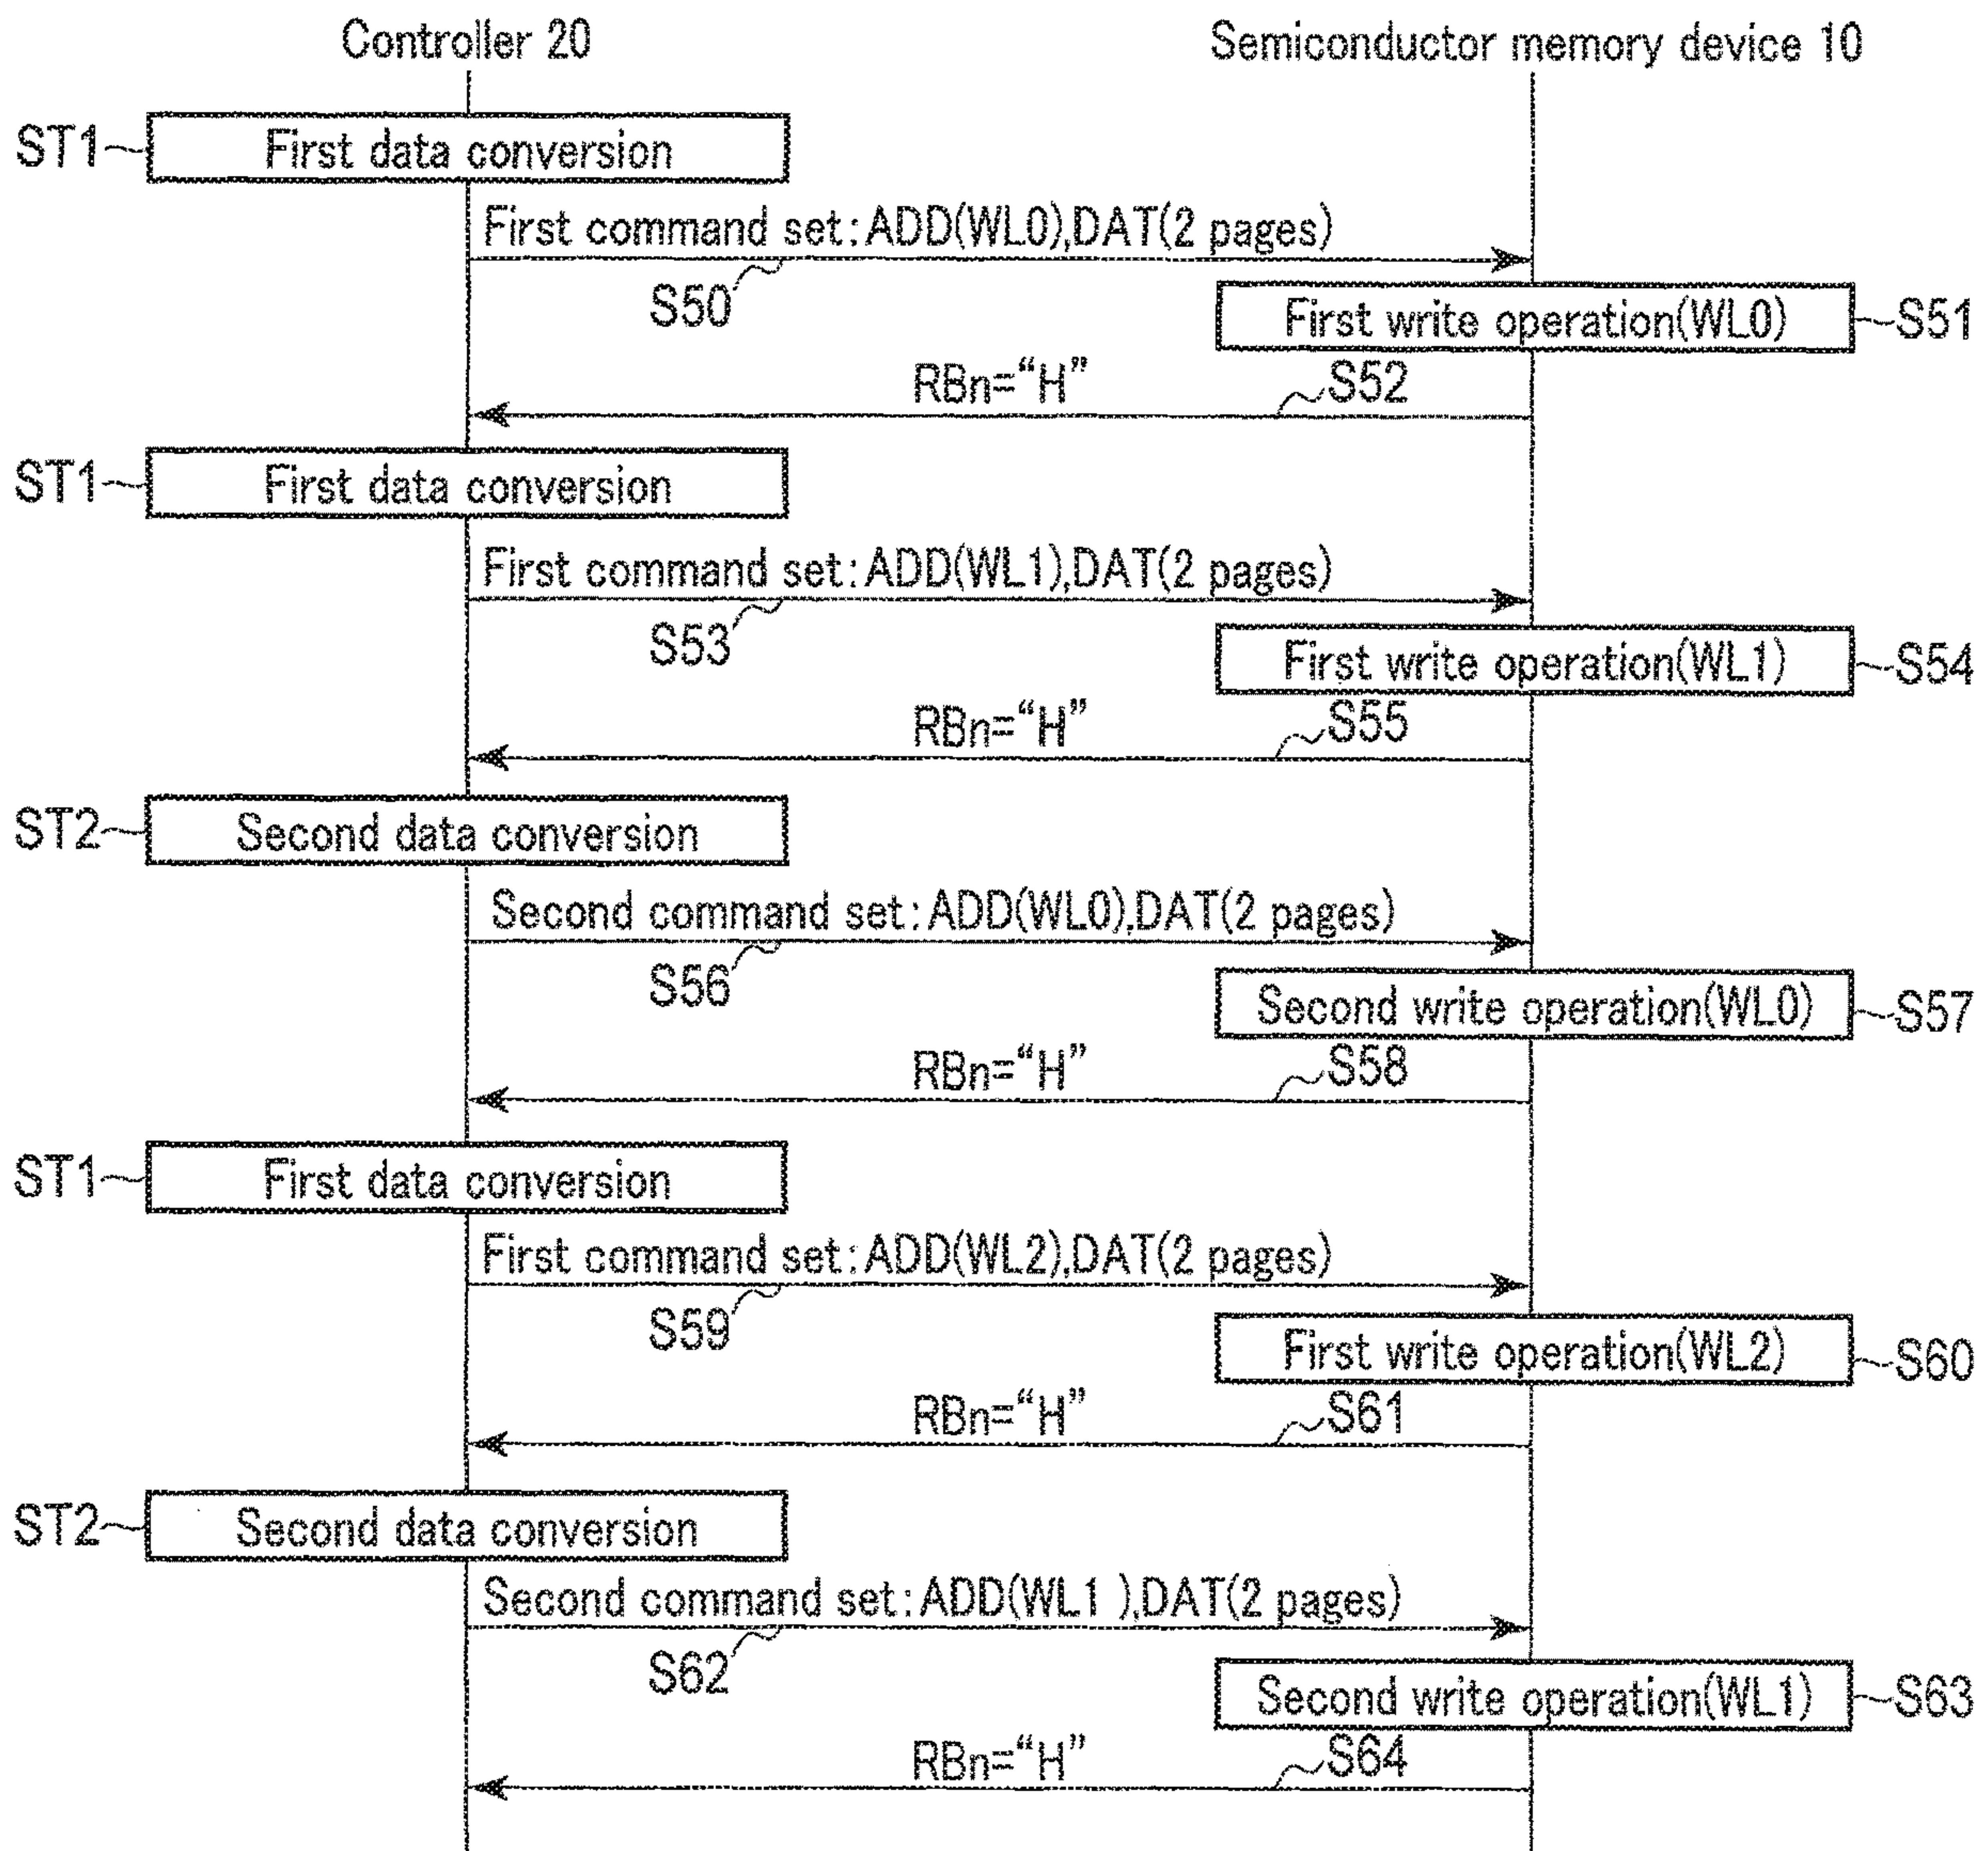 Controller 20
Semiconductor memory device 10
ST1
First data conversion
First command set:ADD(WL0),DAT(2 pages)
S50
First write operation(WL0)
S51
RBn=“H”
S52
ST1
First data conversion
First command set:ADD(WL1),DAT(2 pages)
S53
First write operation(WL1)
S54
RBn=“H”
S55
ST2
Second data conversion
Second command set:ADD(WL0),DAT(2 pages)
S56
Second write operation(WL0)
S57
RBn=“H”
S58
ST1
First data conversion
First command set:ADD(WL2),DAT(2 pages)
S59
First write operation(WL2)
S60
RBn=“H”
S61
ST2
Second data conversion
Second command set:ADD(WL1 ),DAT(2 pages)
S62
Second write operation(WL1)
S63
RBn=“H”
S64